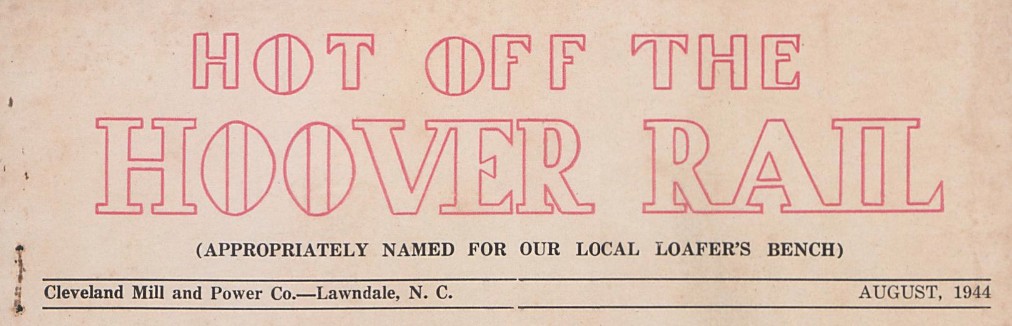 HOT OFF THE
HOOVER RAIL
(APPROPRIATELY NAMED FOR OUR LOCAL LOAFER'S BENCH)
Cleveland Mill and Power Co.—Lawndale, N. C. AUGUST, 1944